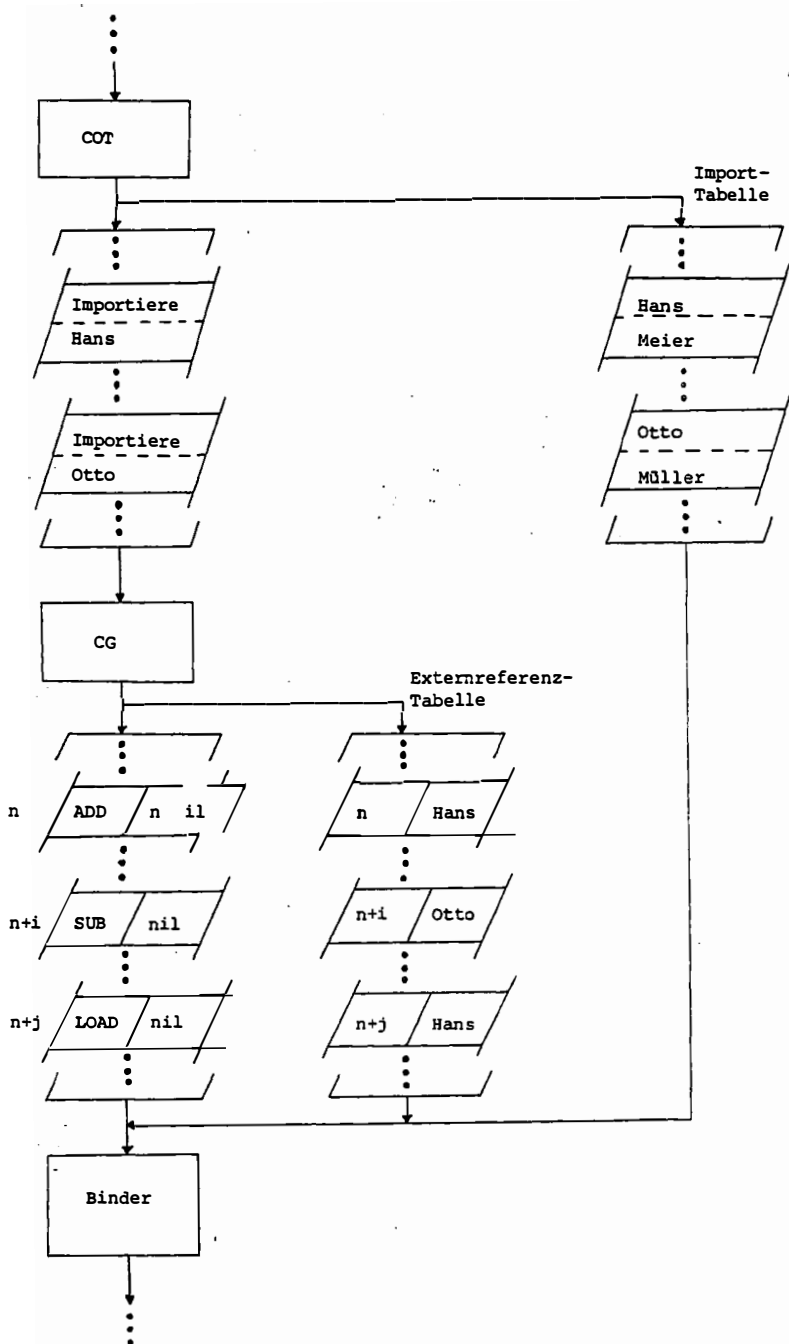 COT
Import-
Tabelle
Importiere
Hans
Hans
Meier
Importiere
Otto
Otto
Müller
CG
Externreferenz-
Tabelle
n ADD n il
n Hans
n+i SUB nil
n+i Otto
n+j LOAD nil
n+j Hans
Binder